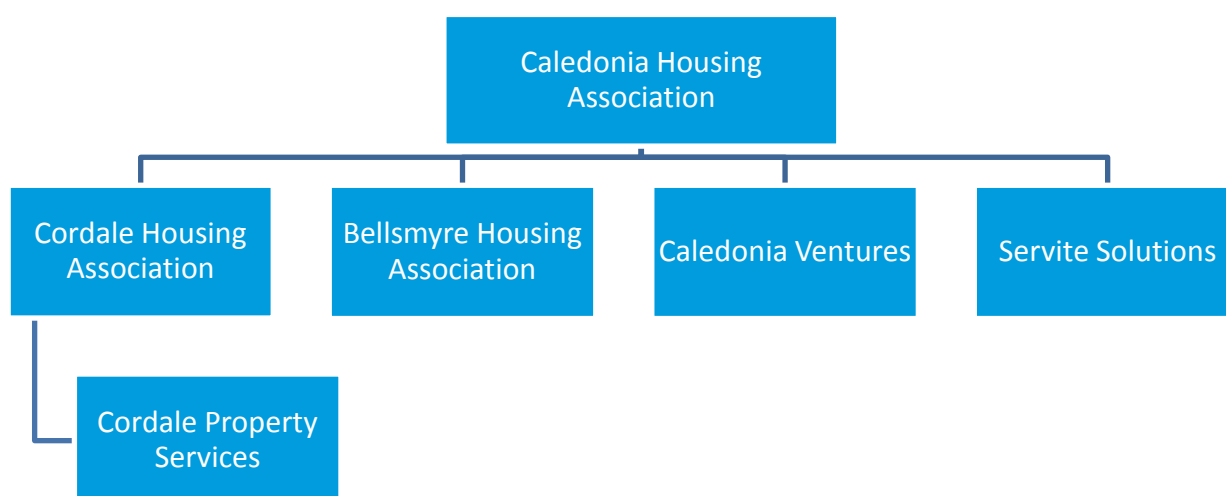 Caledonia Housing
Association
Cordale Housing
Association
Bellsmyre Housing
Association
Caledonia Ventures
Servite Solutions
Cordale Property
Services